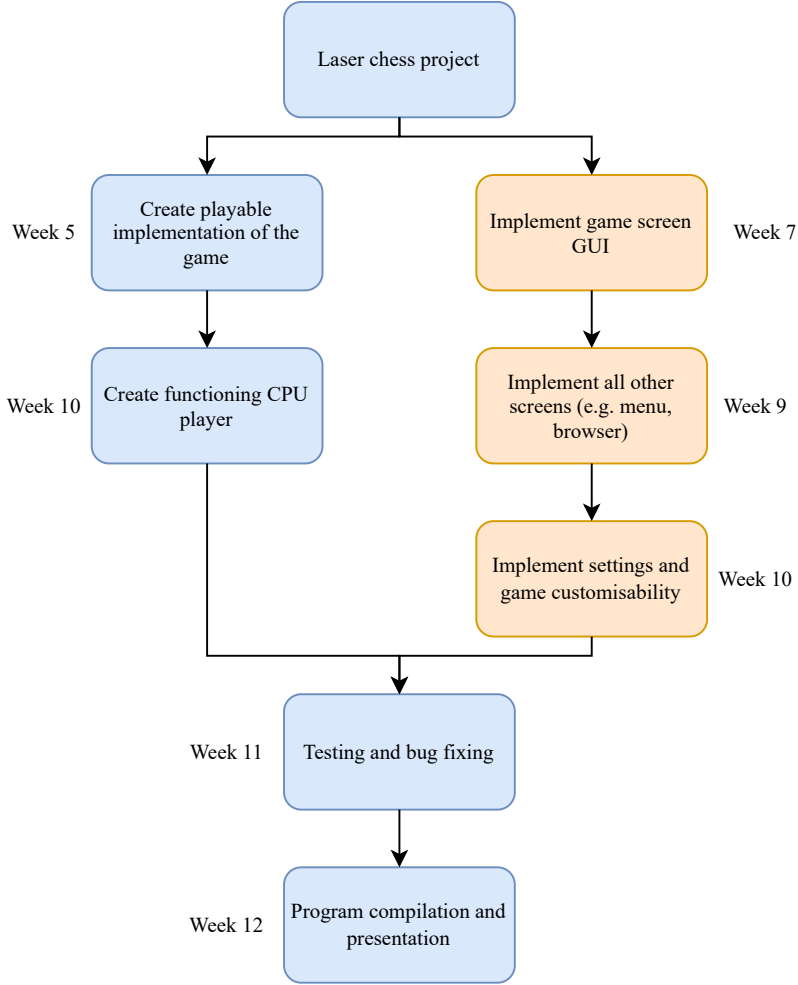 Laser chess project
Week 5
Create playable
implementation of the
game
Implement game screen
GUI
Week 7
Week 10
Create functioning CPU
player
Implement all other
screens (e.g. menu,
browser)
Week 9
Implement settings and
game customisability
Week 10
Week 11
Testing and bug fixing
Week 12
Program compilation and
presentation